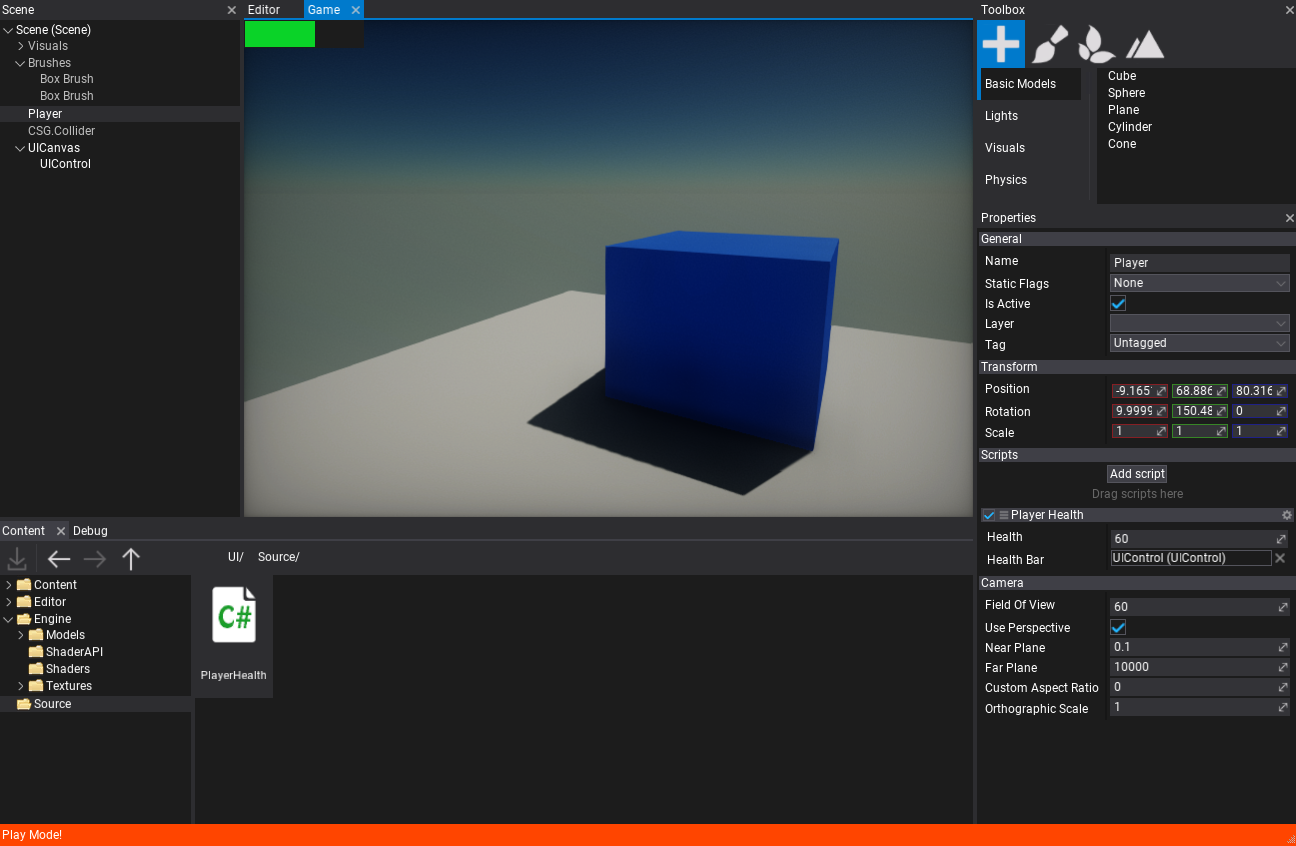 Scene
Scene (Scene)
Visuals
Brushes
Box Brush
Box Brush
Player
CSG.Collider
UICanvas
UIControl
Editor
Game
Content
Debug
UI/ Source/
Content
Editor
Engine
Models
ShaderAPI
Shaders
Textures
Source
C#
PlayerHealth
Toolbox
Basic Models
Lights
Visuals
Physics
Cube
Sphere
Plane
Cylinder
Cone
Properties
General
Name Player
Static Flags None
Is Active
Layer
Tag Untagged
Transform
Position -9.165 68.886 80.316
Rotation 9.9999 150.48 0
Scale 1 1 1
Scripts
Add script
Drag scripts here
Player Health
Health 60
Health Bar UIControl (UIControl)
Camera
Field Of View 60
Use Perspective
Near Plane 0.1
Far Plane 10000
Custom Aspect Ratio 0
Orthographic Scale 1
Play Mode!